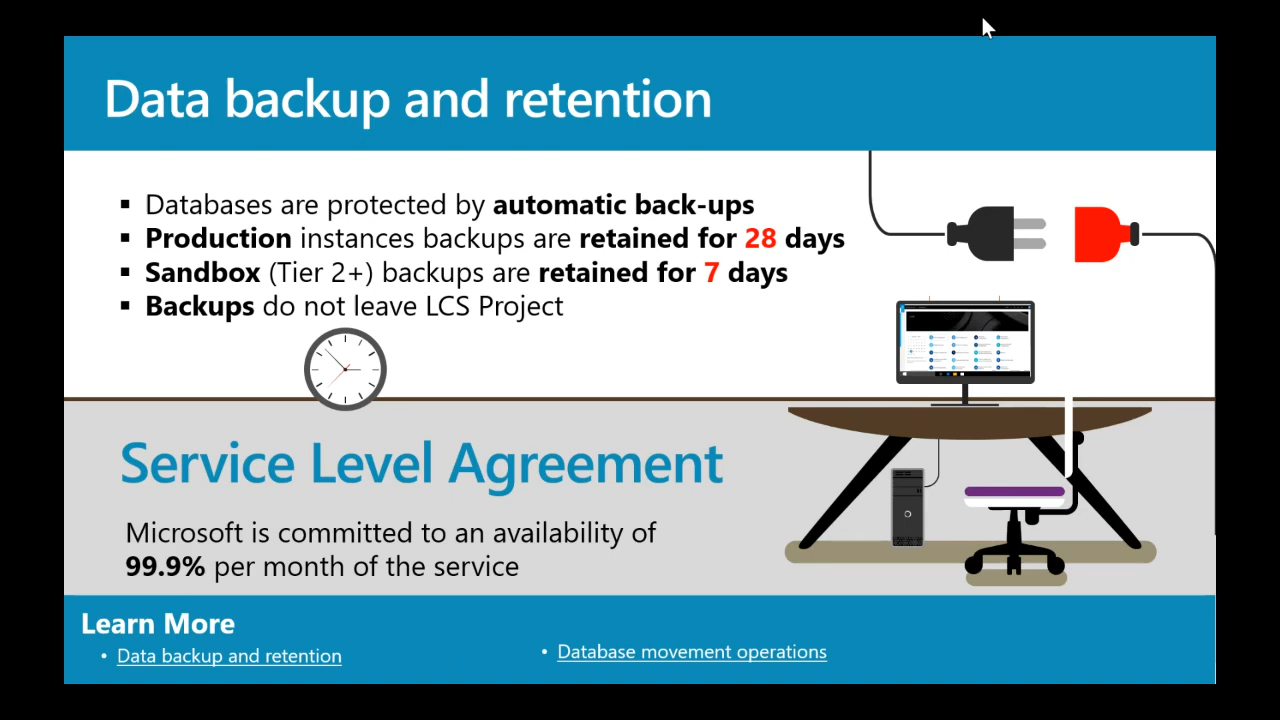 Data backup and retention
▪ Databases are protected by automatic back-ups
▪ Production instances backups are retained for 28 days
▪ Sandbox (Tier 2+) backups are retained for 7 days
▪ Backups do not leave LCS Project
Service Level Agreement
Microsoft is committed to an availability of
99.9% per month of the service
Learn More
• Data backup and retention
• Database movement operations